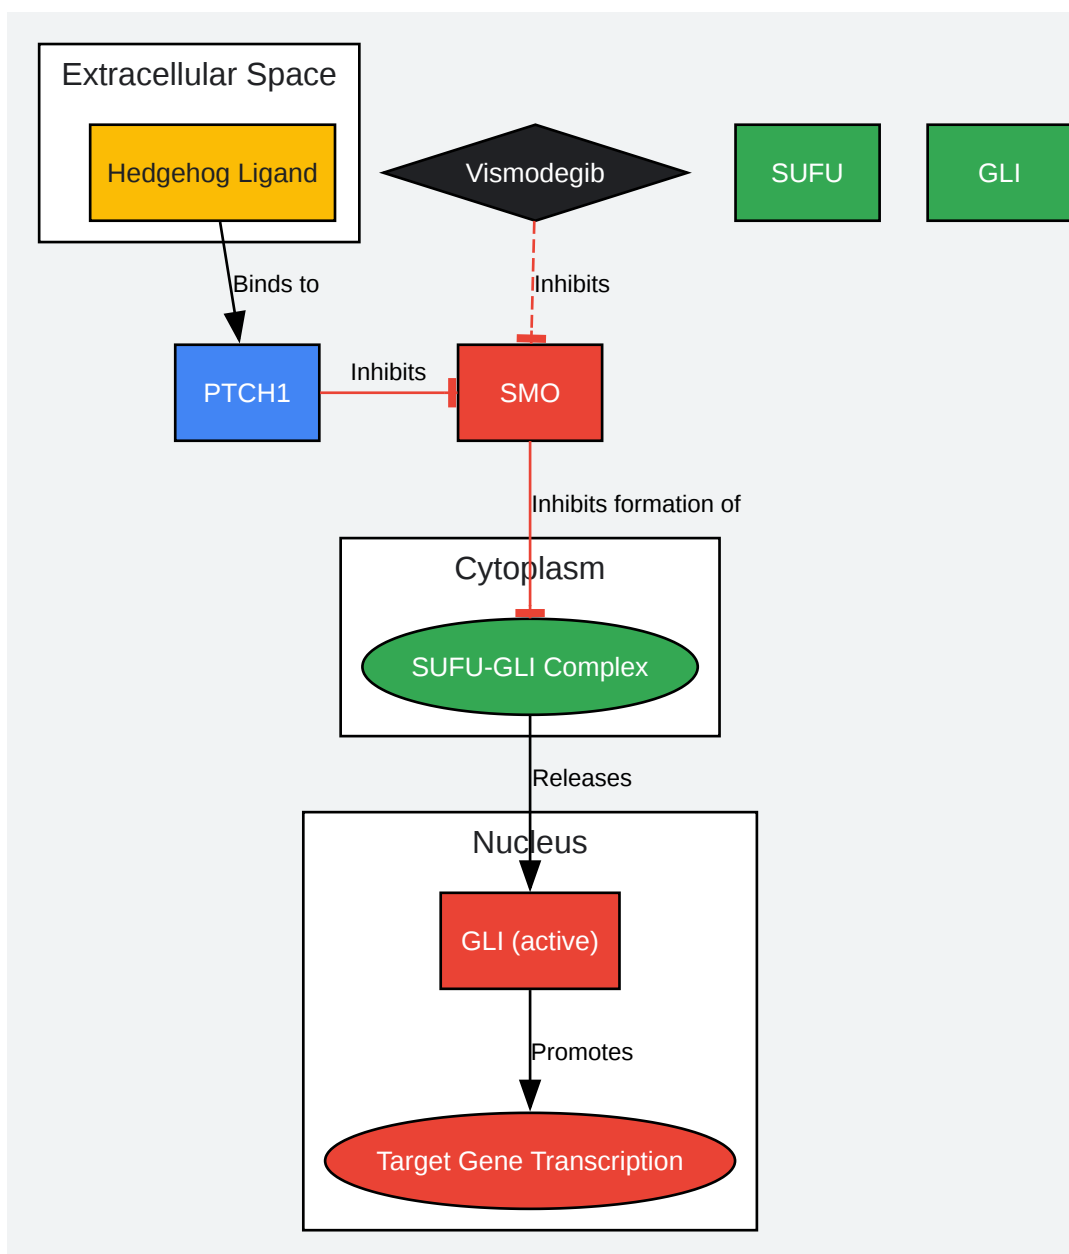 Extracellular Space
Hedgehog Ligand
Vismodegib
SUFU
GLI
Binds to
Inhibits
PTCH1
Inhibits
SMO
Inhibits formation of
Cytoplasm
SUFU-GLI Complex
Releases
Nucleus
GLI (active)
Promotes
Target Gene Transcription